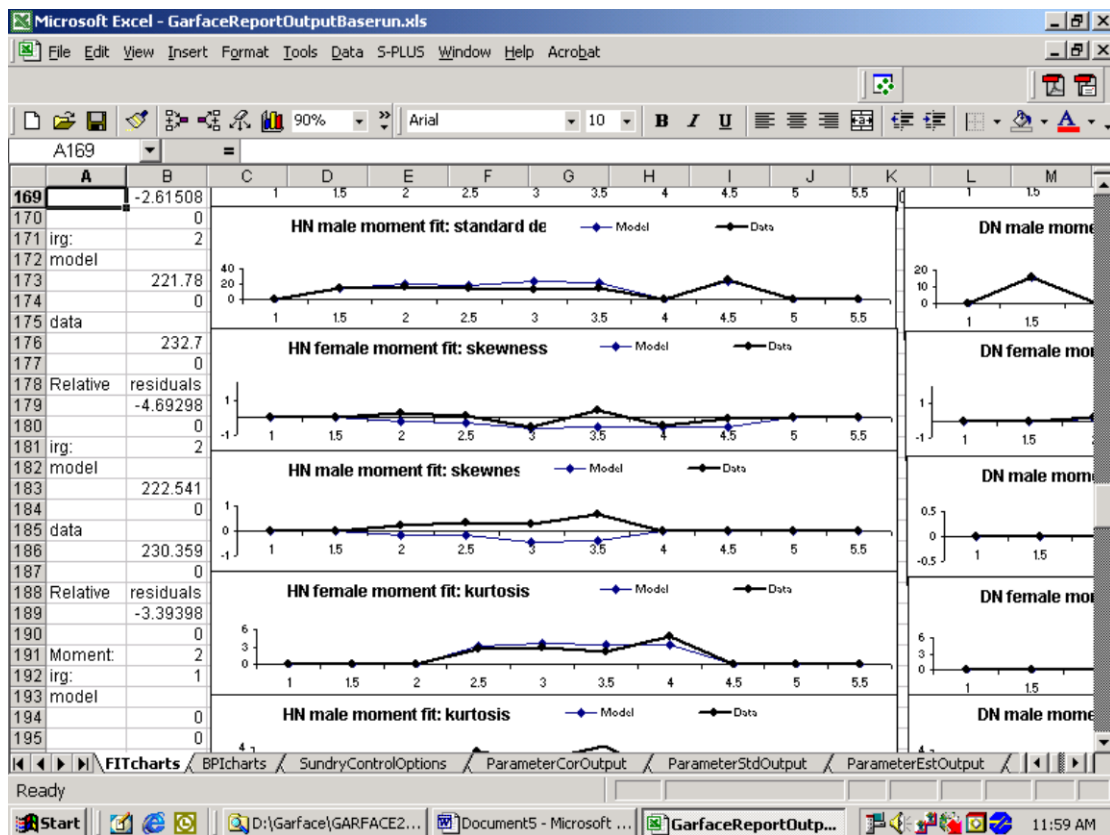 Microsoft Excel - GarfaceReportOutputBaserun.xls
File Edit View Insert Format Tools Data S-PLUS Window Help Acrobat
90% Arial 10 B I U
A169 =
A B C D E F G H I J K L M
169 -2.61508
170 0
171 irg: 2
172 model
173 221.78
174 0
175 data
176 232.7
177 0
178 Relative residuals
179 -4.69298
180 0
181 irg: 2
182 model
183 222.541
184 0
185 data
186 230.359
187 0
188 Relative residuals
189 -3.39398
190 0
191 Moment: 2
192 irg: 1
193 model
194 0
195 0
1 1.5 2 2.5 3 3.5 4 4.5 5 5.5
HN male moment fit: standard de Model Data
40
20
0
1 1.5 2 2.5 3 3.5 4 4.5 5 5.5
HN female moment fit: skewness Model Data
1
-1
1 1.5 2 2.5 3 3.5 4 4.5 5 5.5
HN male moment fit: skewnes Model Data
1
0
-1
1 1.5 2 2.5 3 3.5 4 4.5 5 5.5
HN female moment fit: kurtosis Model Data
6
3
0
1 1.5 2 2.5 3 3.5 4 4.5 5 5.5
HN male moment fit: kurtosis Model Data
4
1 1.5
DN male mome
20
10
0
1 1.5
DN female mo
1
-1
1 1.5
DN male mom
0.5
0
-0.5
1 1.5
DN female mo
6
3
0
1 1.5
DN male mome
4
FITcharts BPIcharts SundryControlOptions ParameterCorOutput ParameterStdOutput ParameterEstOutput
Ready
Start D:\Garface\GARFACE2... Document5 - Microsoft ... GarfaceReportOutp... 11:59 AM